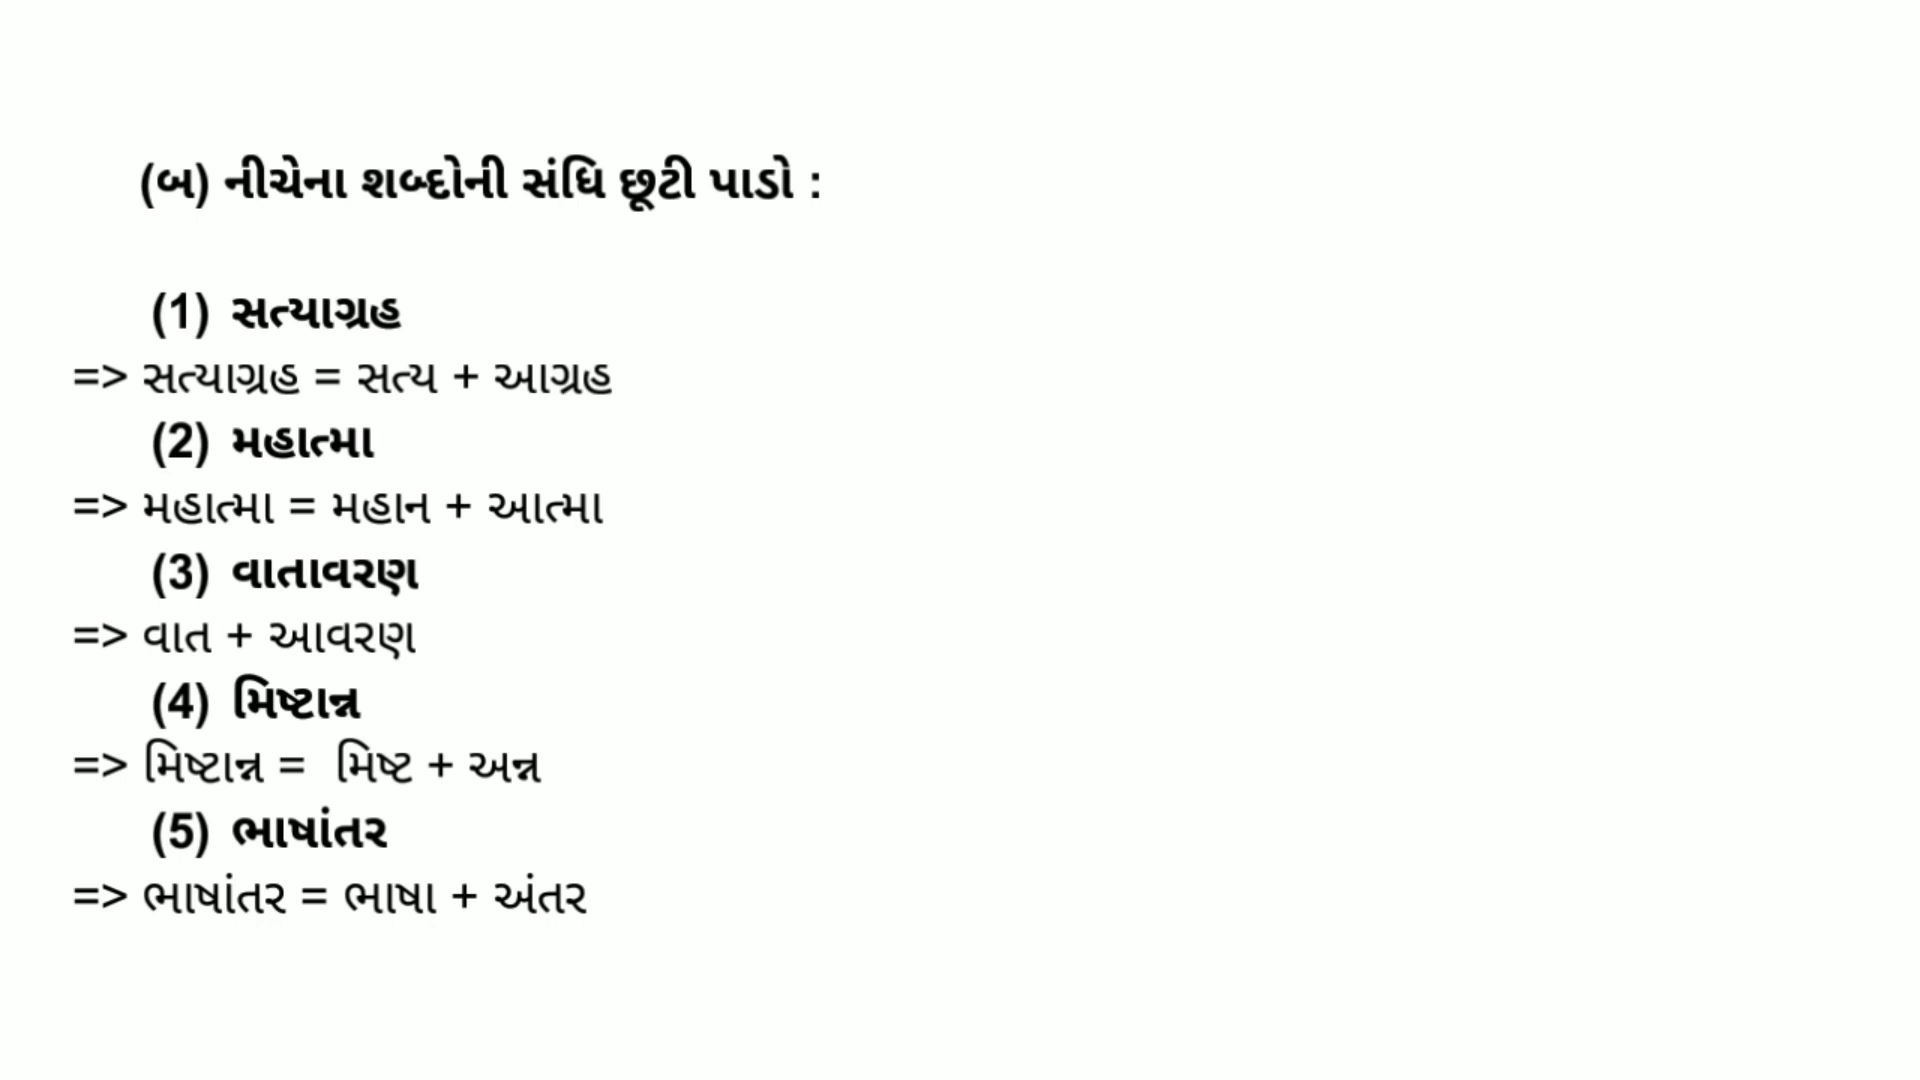 (બ) નીચેના શબ્દોની સંધિ છૂટી પાડો :
(1) સત્યાગ્રહ
=> સત્યાગ્રહ = સત્ય + આગ્રહ
(2) મહાત્મા
=> મહાત્મા = મહાન + આત્મા
(3) વાતાવરણ
=> વાત + આવરણ
(4) મિષ્ટાન્ન
=> મિષ્ટાન્ન = મિષ્ટ + અન્ન
(5) ભાષાંતર
=> ભાષાંતર = ભાષા + અંતર